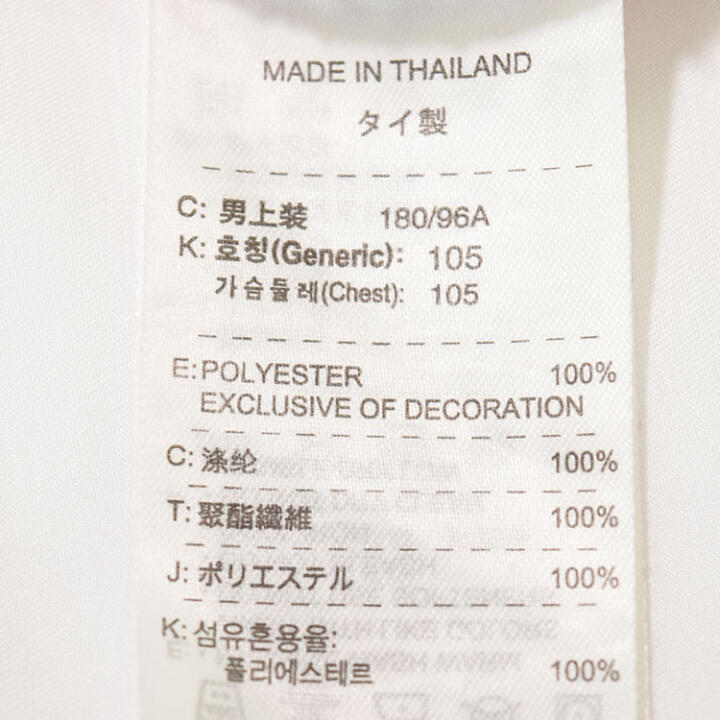 MADE IN THAILAND
タイ製
C: 男上装 180/96A
K: 호칭(Generic): 105
가슴둘레(Chest): 105
E:POLYESTER 100%
EXCLUSIVE OF DECORATION
C: 涤纶 100%
T: 聚酯纖維 100%
J: ポリエステル 100%
K: 섬유혼용율:
폴리에스테르 100%